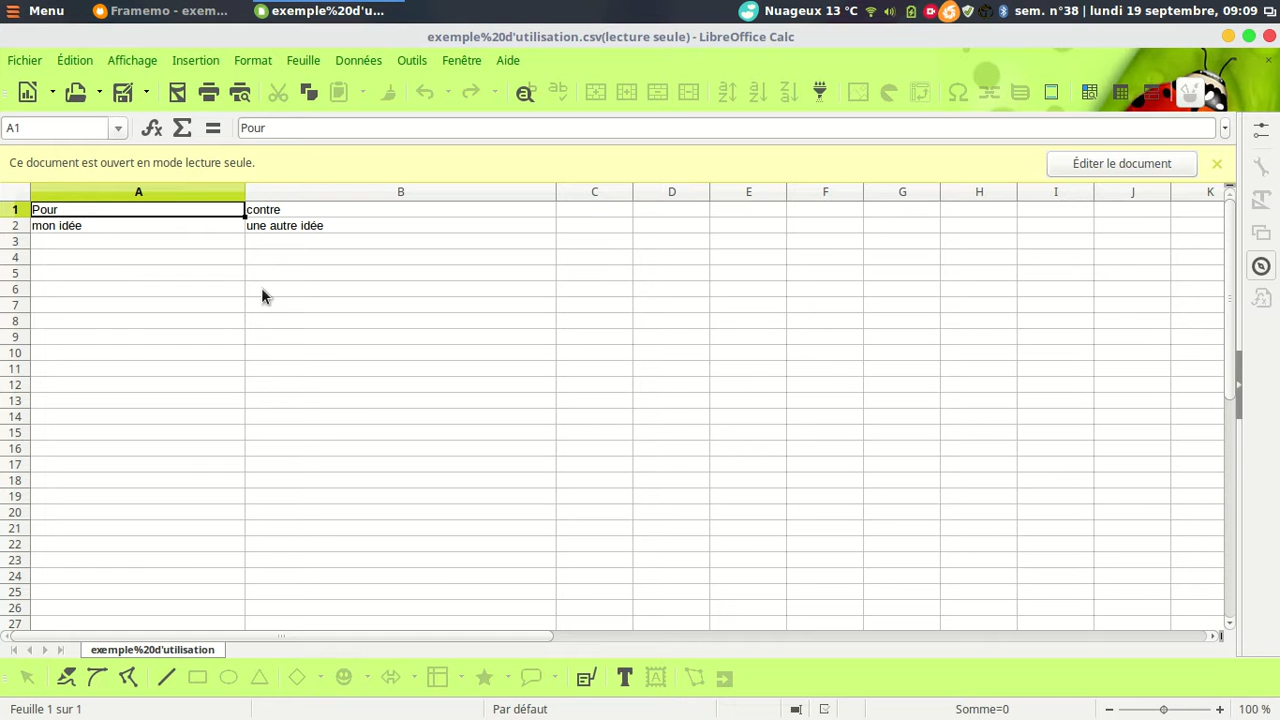 Menu Framemo - exem... exemple%20d'u... Nuageux 13 °C sem. n°38 | lundi 19 septembre, 09:09
exemple%20d'utilisation.csv(lecture seule) - LibreOffice Calc
Fichier Édition Affichage Insertion Format Feuille Données Outils Fenêtre Aide
A1 Pour
Ce document est ouvert en mode lecture seule. Éditer le document
A B C D E F G H I J K
1 Pour contre
2 mon idée une autre idée
3
4
5
6
7
8
9
10
11
12
13
14
15
16
17
18
19
20
21
22
23
24
25
26
27
exemple%20d'utilisation
Feuille 1 sur 1 Par défaut Somme=0 100 %